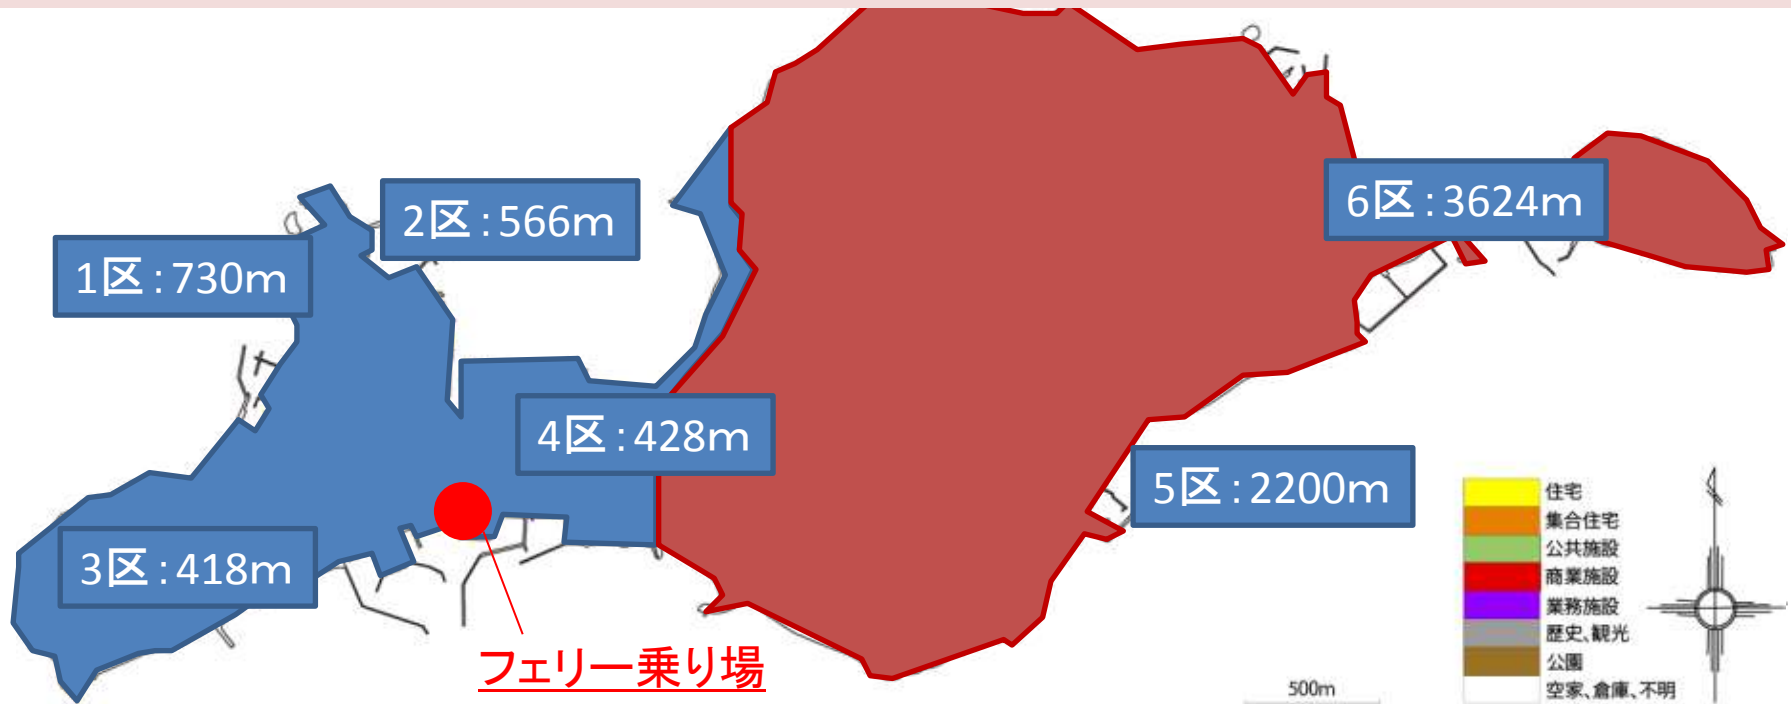 2区：566m
6区：3624m
1区：730m
4区：428m
5区：2200m
3区：418m
フェリー乗り場
500m
住宅
集合住宅
公共施設
商業施設
業務施設
歴史、観光
公園
空家、倉庫、不明